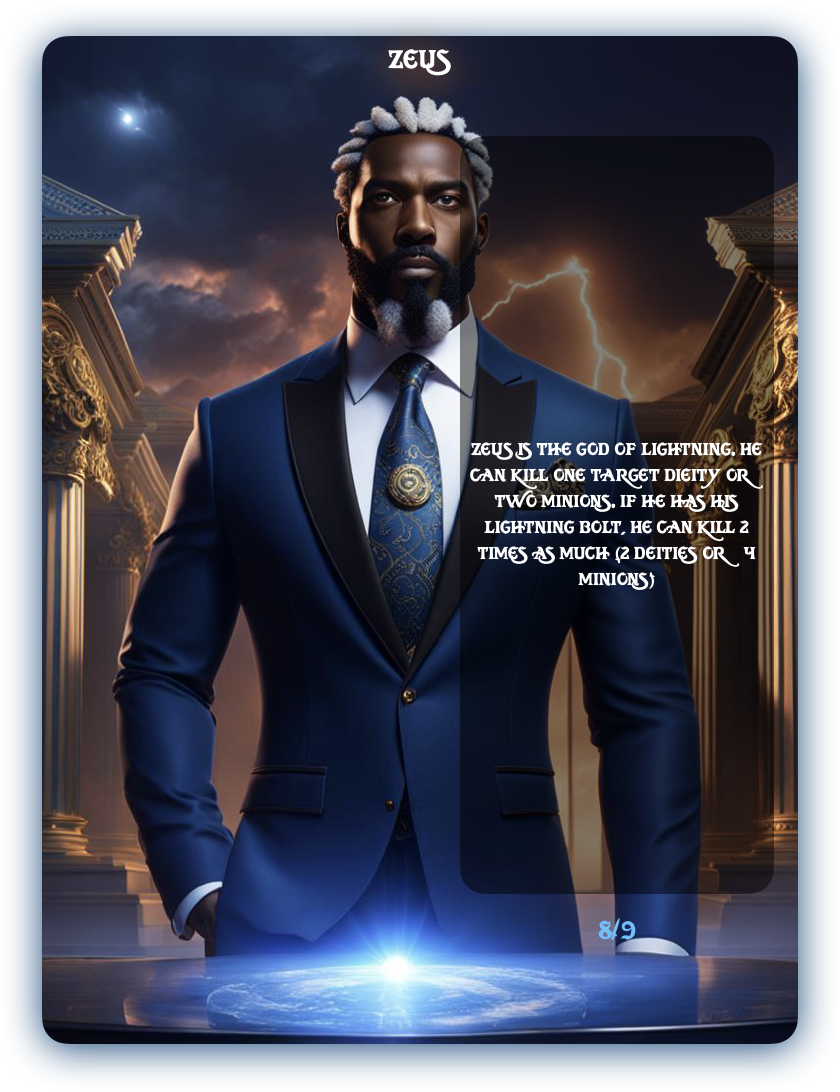 ZEUS
ZEUS IS THE GOD OF LIGHTNING. HE
CAN KILL ONE TARGET DIEITY OR
TWO MINIONS. IF HE HAS HIS
LIGHTNING BOLT, HE CAN KILL 2
TIMES AS MUCH (2 DEITIES OR 4
MINIONS)
8/9